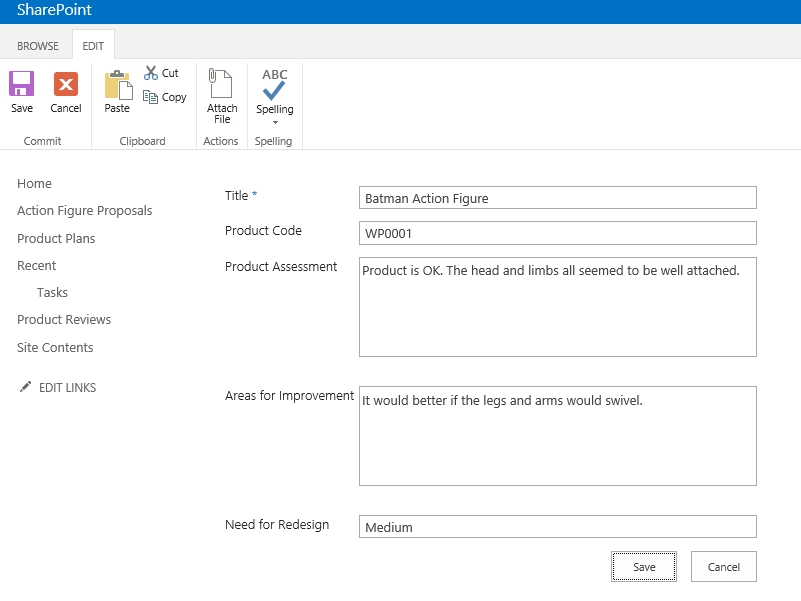 SharePoint
BROWSE EDIT
Save Cancel Paste Cut Copy Attach File ABC Spelling
Commit Clipboard Actions Spelling
Home
Action Figure Proposals
Product Plans
Recent
Tasks
Product Reviews
Site Contents
EDIT LINKS
Title * Batman Action Figure
Product Code WP0001
Product Assessment Product is OK. The head and limbs all seemed to be well attached.
Areas for Improvement It would better if the legs and arms would swivel.
Need for Redesign Medium
Save Cancel